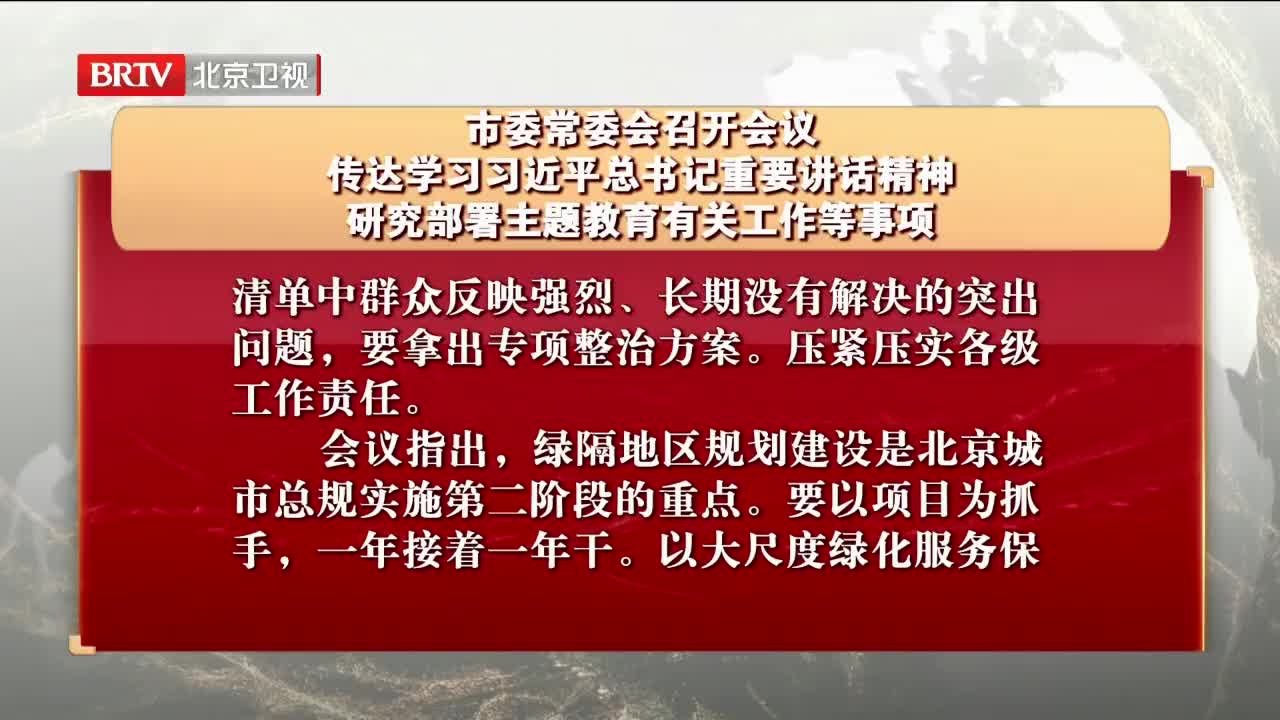 BRTV 北京卫视
市委常委会召开会议
传达学习习近平总书记重要讲话精神
研究部署主题教育有关工作等事项
清单中群众反映强烈、长期没有解决的突出
问题，要拿出专项整治方案。压紧压实各级
工作责任。
会议指出，绿隔地区规划建设是北京城
市总规实施第二阶段的重点。要以项目为抓
手，一年接着一年干。以大尺度绿化服务保